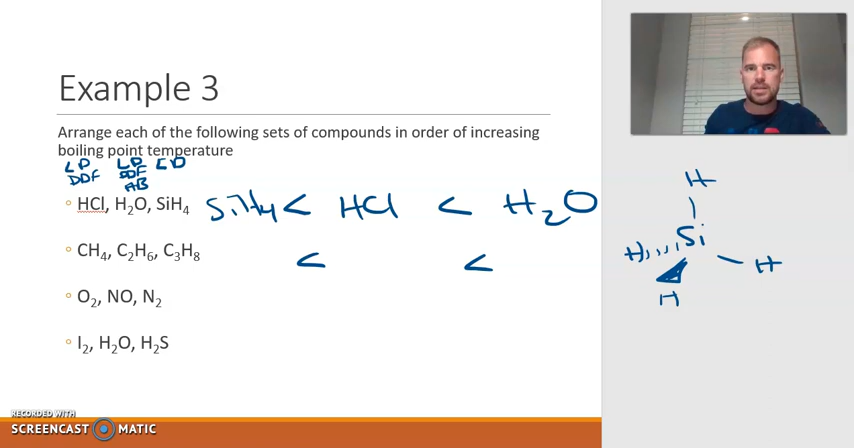 Example 3
Arrange each of the following sets of compounds in order of increasing
boiling point temperature
LD LD LD
DDF DDF
HB
HCl, H₂O, SiH₄ SiH₄ < HCl < H₂O
CH₄, C₂H₆, C₃H₈ < <
O₂, NO, N₂
I₂, H₂O, H₂S
H
Si
H H
H
RECORDED WITH
SCREENCAST MATIC